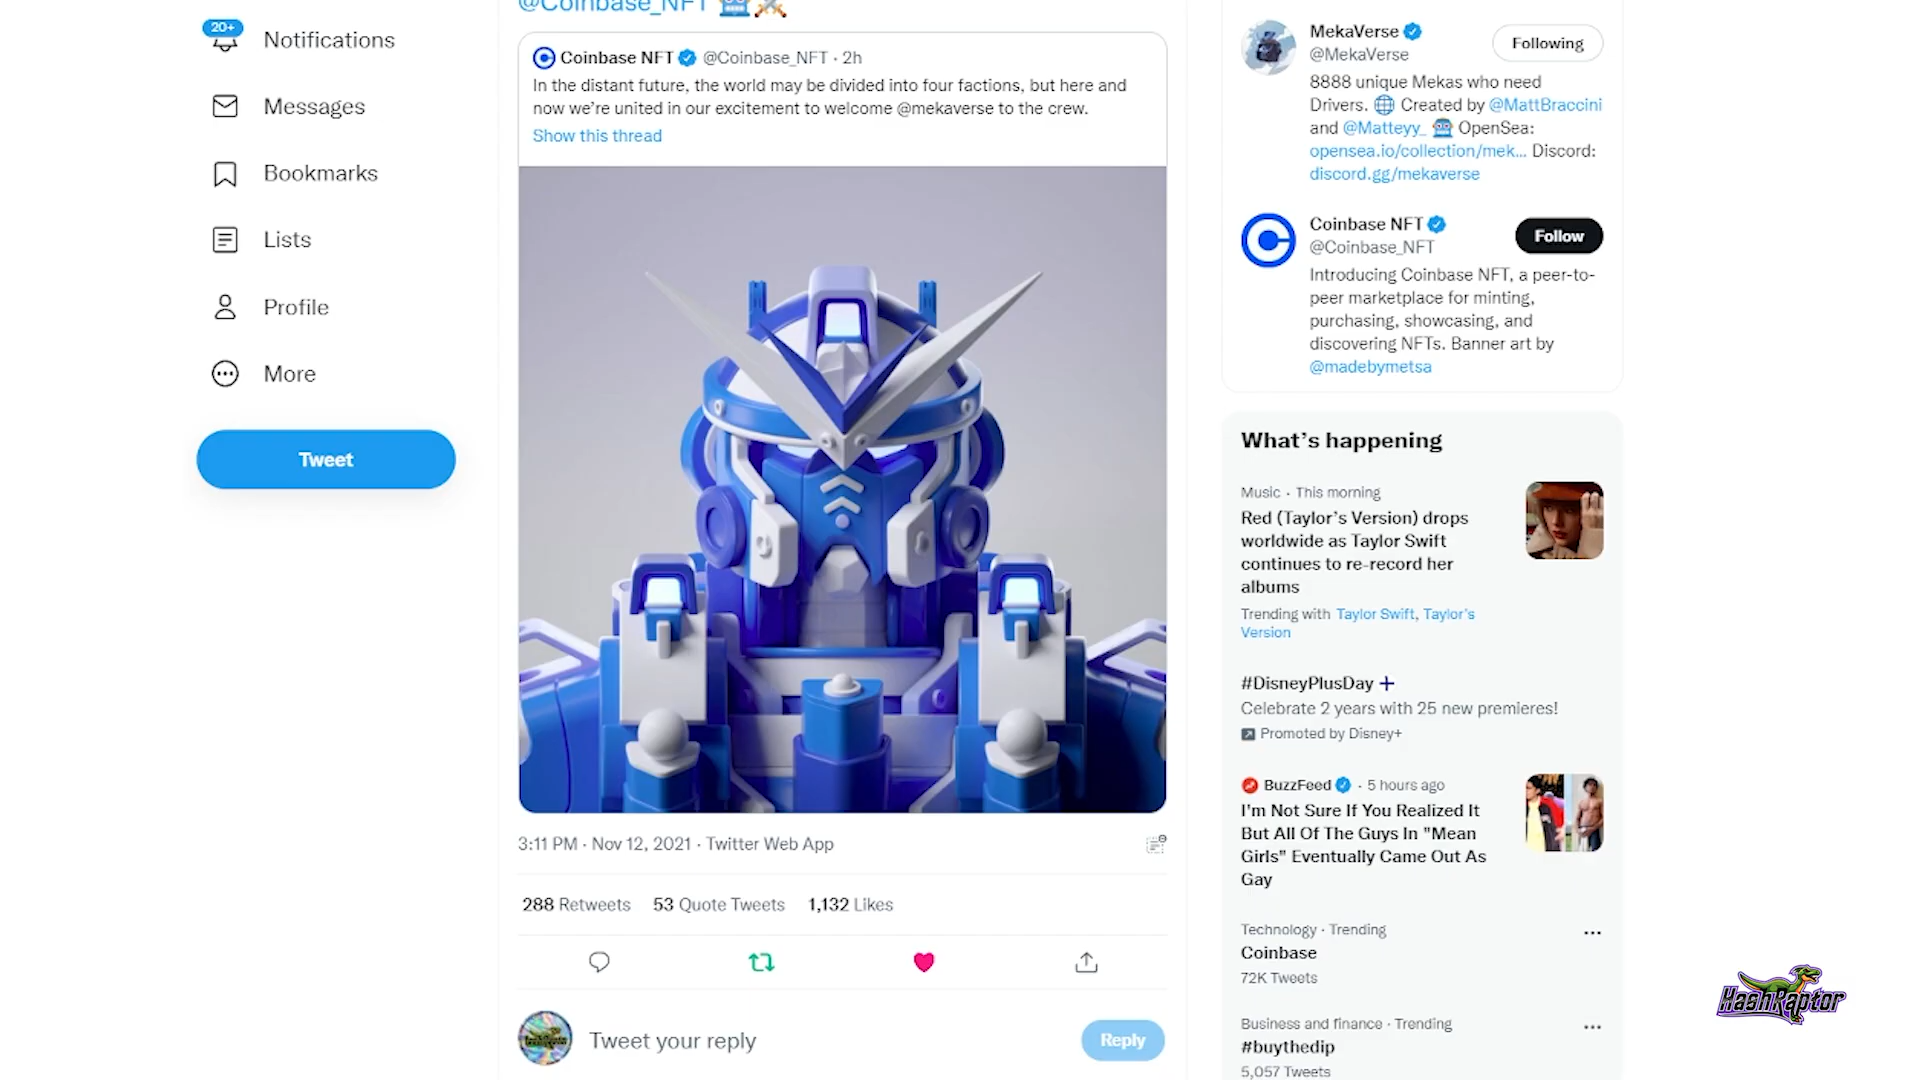 20+
Notifications
Messages
Bookmarks
Lists
Profile
More
Tweet
@Coinbase_NFT
Coinbase NFT @Coinbase_NFT · 2h
In the distant future, the world may be divided into four factions, but here and
now we’re united in our excitement to welcome @mekaverse to the crew.
Show this thread
3:11 PM · Nov 12, 2021 · Twitter Web App
288 Retweets 53 Quote Tweets 1,132 Likes
Tweet your reply
Reply
MekaVerse
@MekaVerse
Following
8888 unique Mekas who need
Drivers. Created by @MattBraccini
and @Matteyy_ OpenSea:
opensea.io/collection/mek... Discord:
discord.gg/mekaverse
Coinbase NFT
@Coinbase_NFT
Follow
Introducing Coinbase NFT, a peer-to-
peer marketplace for minting,
purchasing, showcasing, and
discovering NFTs. Banner art by
@madebymetsa
What’s happening
Music · This morning
Red (Taylor’s Version) drops
worldwide as Taylor Swift
continues to re-record her
albums
Trending with Taylor Swift, Taylor’s
Version
#DisneyPlusDay
Celebrate 2 years with 25 new premieres!
Promoted by Disney+
BuzzFeed · 5 hours ago
I'm Not Sure If You Realized It
But All Of The Guys In "Mean
Girls" Eventually Came Out As
Gay
Technology · Trending
Coinbase
72K Tweets
Business and finance · Trending
#buythedip
5,057 Tweets
HashRaptor